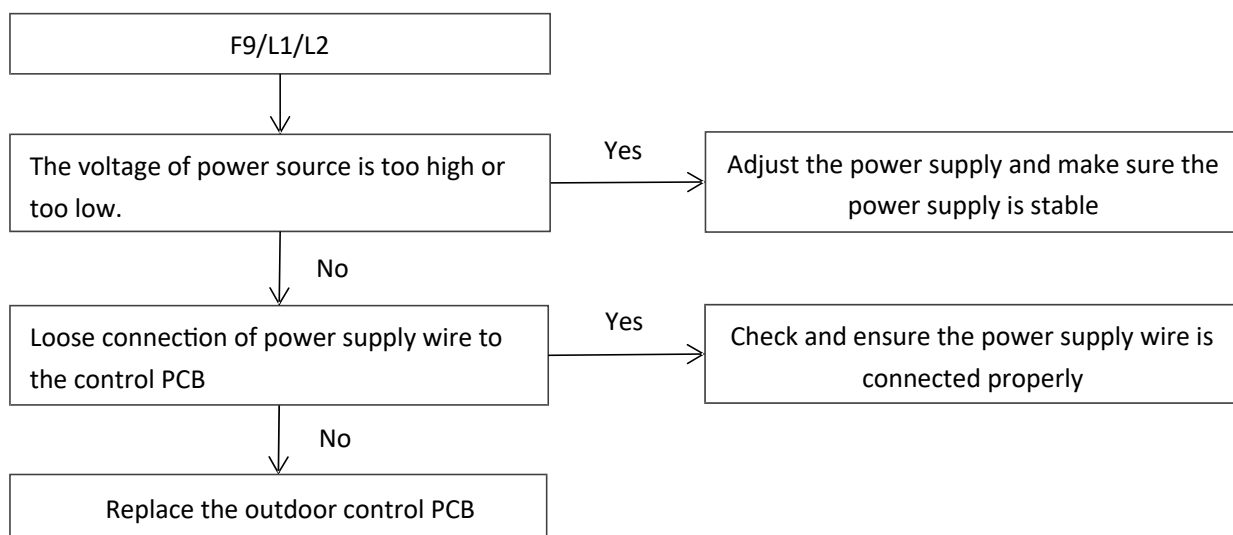 F9/L1/L2
The voltage of power source is too high or
too low.
Yes
Adjust the power supply and make sure the
power supply is stable
No
Loose connection of power supply wire to
the control PCB
Yes
Check and ensure the power supply wire is
connected properly
No
Replace the outdoor control PCB